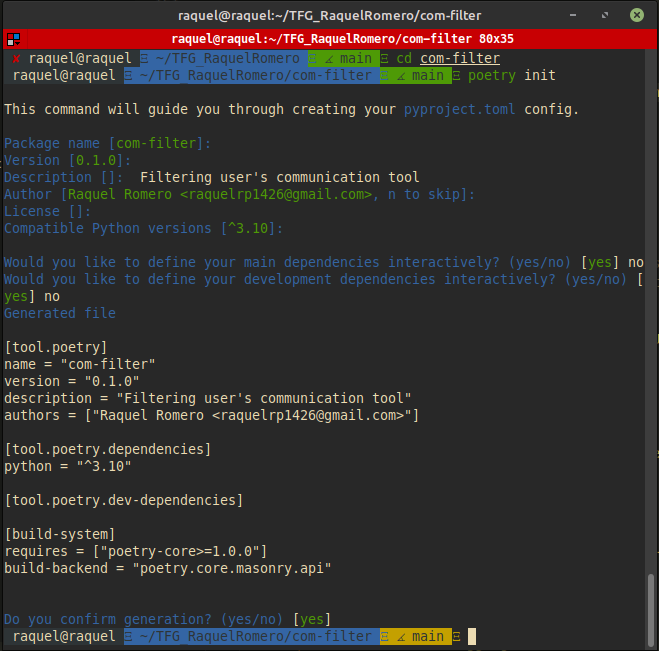 raquel@raquel:~/TFG_RaquelRomero/com-filter
raquel@raquel:~/TFG_RaquelRomero/com-filter 80x35
✘ raquel@raquel Ξ ~/TFG_RaquelRomero Ξ ∡ main Ξ cd com-filter
raquel@raquel Ξ ~/TFG_RaquelRomero/com-filter Ξ ∡ main Ξ poetry init
This command will guide you through creating your pyproject.toml config.
Package name [com-filter]:
Version [0.1.0]:
Description []:  Filtering user's communication tool
Author [Raquel Romero <raquelrp1426@gmail.com>, n to skip]:
License []:
Compatible Python versions [^3.10]:
Would you like to define your main dependencies interactively? (yes/no) [yes] no
Would you like to define your development dependencies interactively? (yes/no) [
yes] no
Generated file
[tool.poetry]
name = "com-filter"
version = "0.1.0"
description = "Filtering user's communication tool"
authors = ["Raquel Romero <raquelrp1426@gmail.com>"]
[tool.poetry.dependencies]
python = "^3.10"
[tool.poetry.dev-dependencies]
[build-system]
requires = ["poetry-core>=1.0.0"]
build-backend = "poetry.core.masonry.api"
Do you confirm generation? (yes/no) [yes]
raquel@raquel Ξ ~/TFG_RaquelRomero/com-filter Ξ ∡ main Ξ